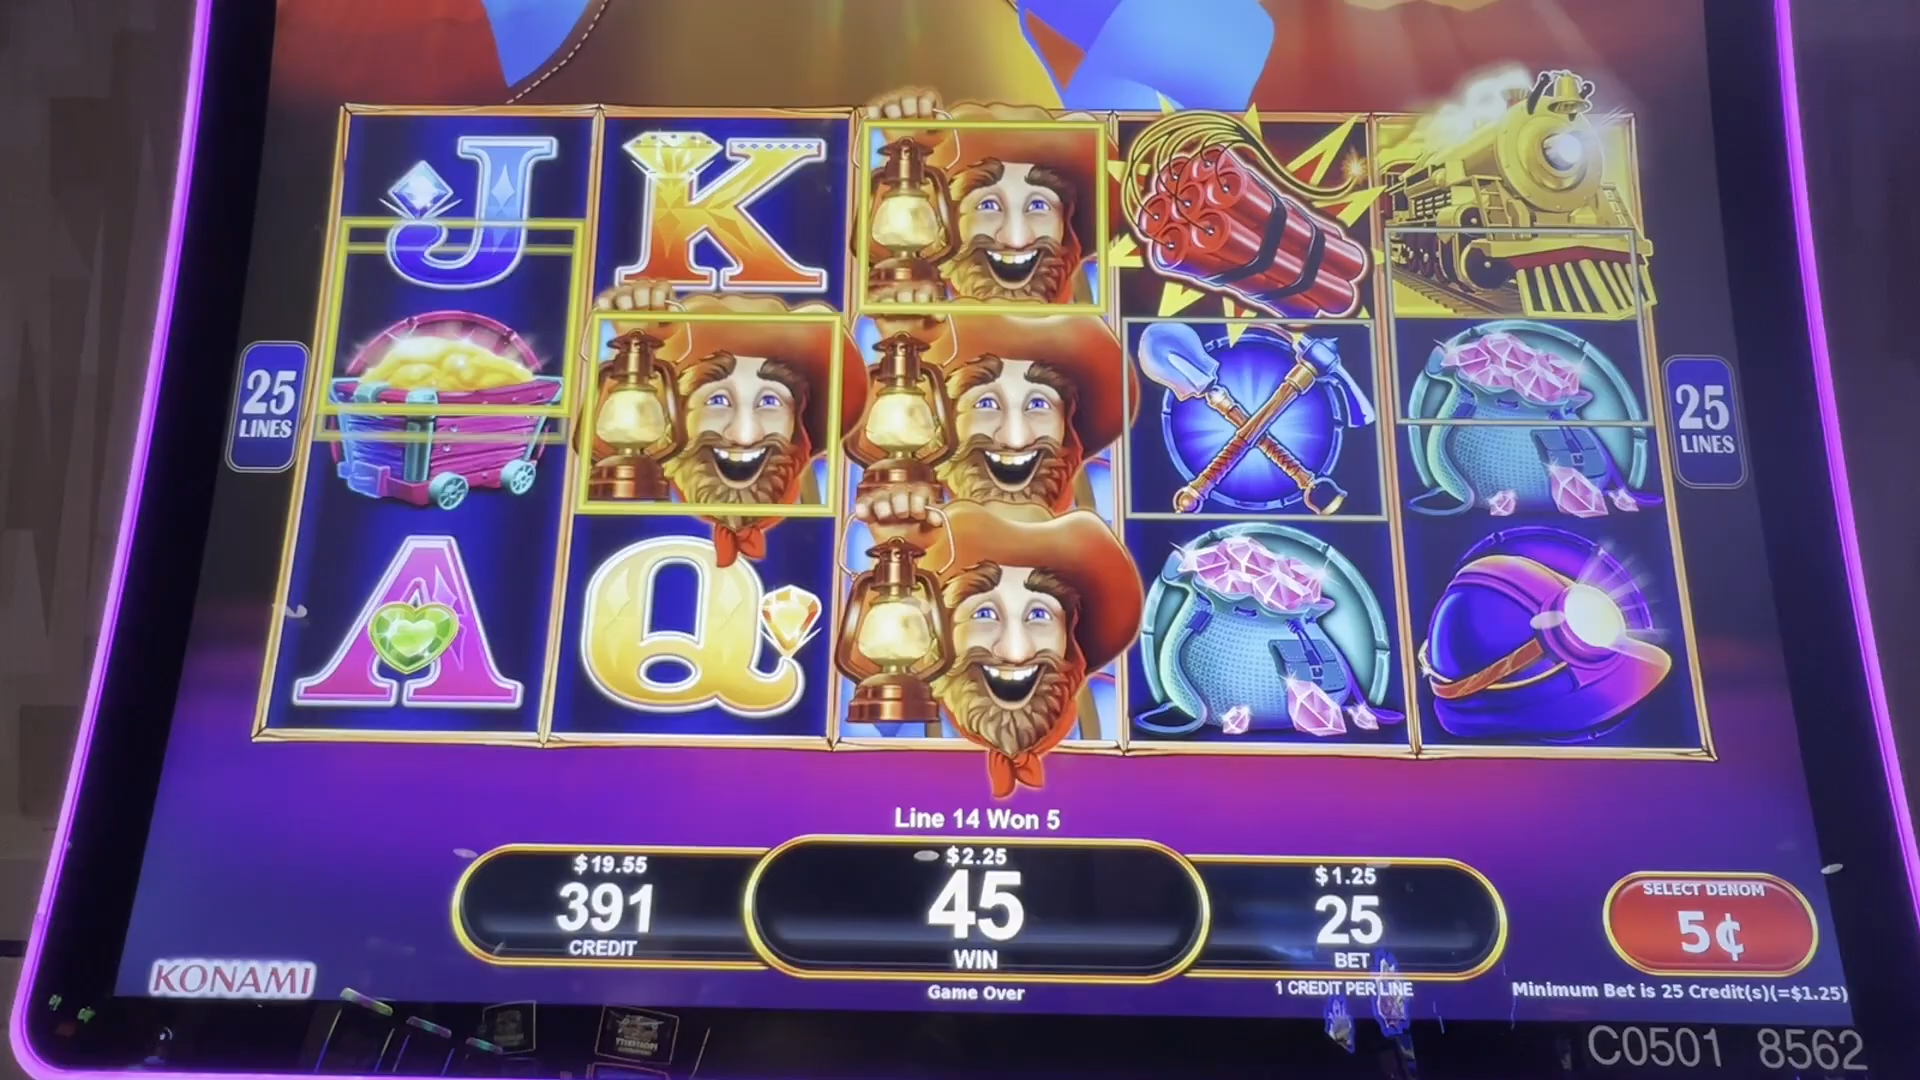 J
K
25
LINES
25
LINES
A
Q
Line 14 Won 5
$19.55
391
CREDIT
$2.25
45
WIN
$1.25
25
BET
SELECT DENOM
5¢
KONAMI
Game Over
1 CREDIT PER LINE
Minimum Bet is 25 Credit(s)(=$1.25)
C0501 8562